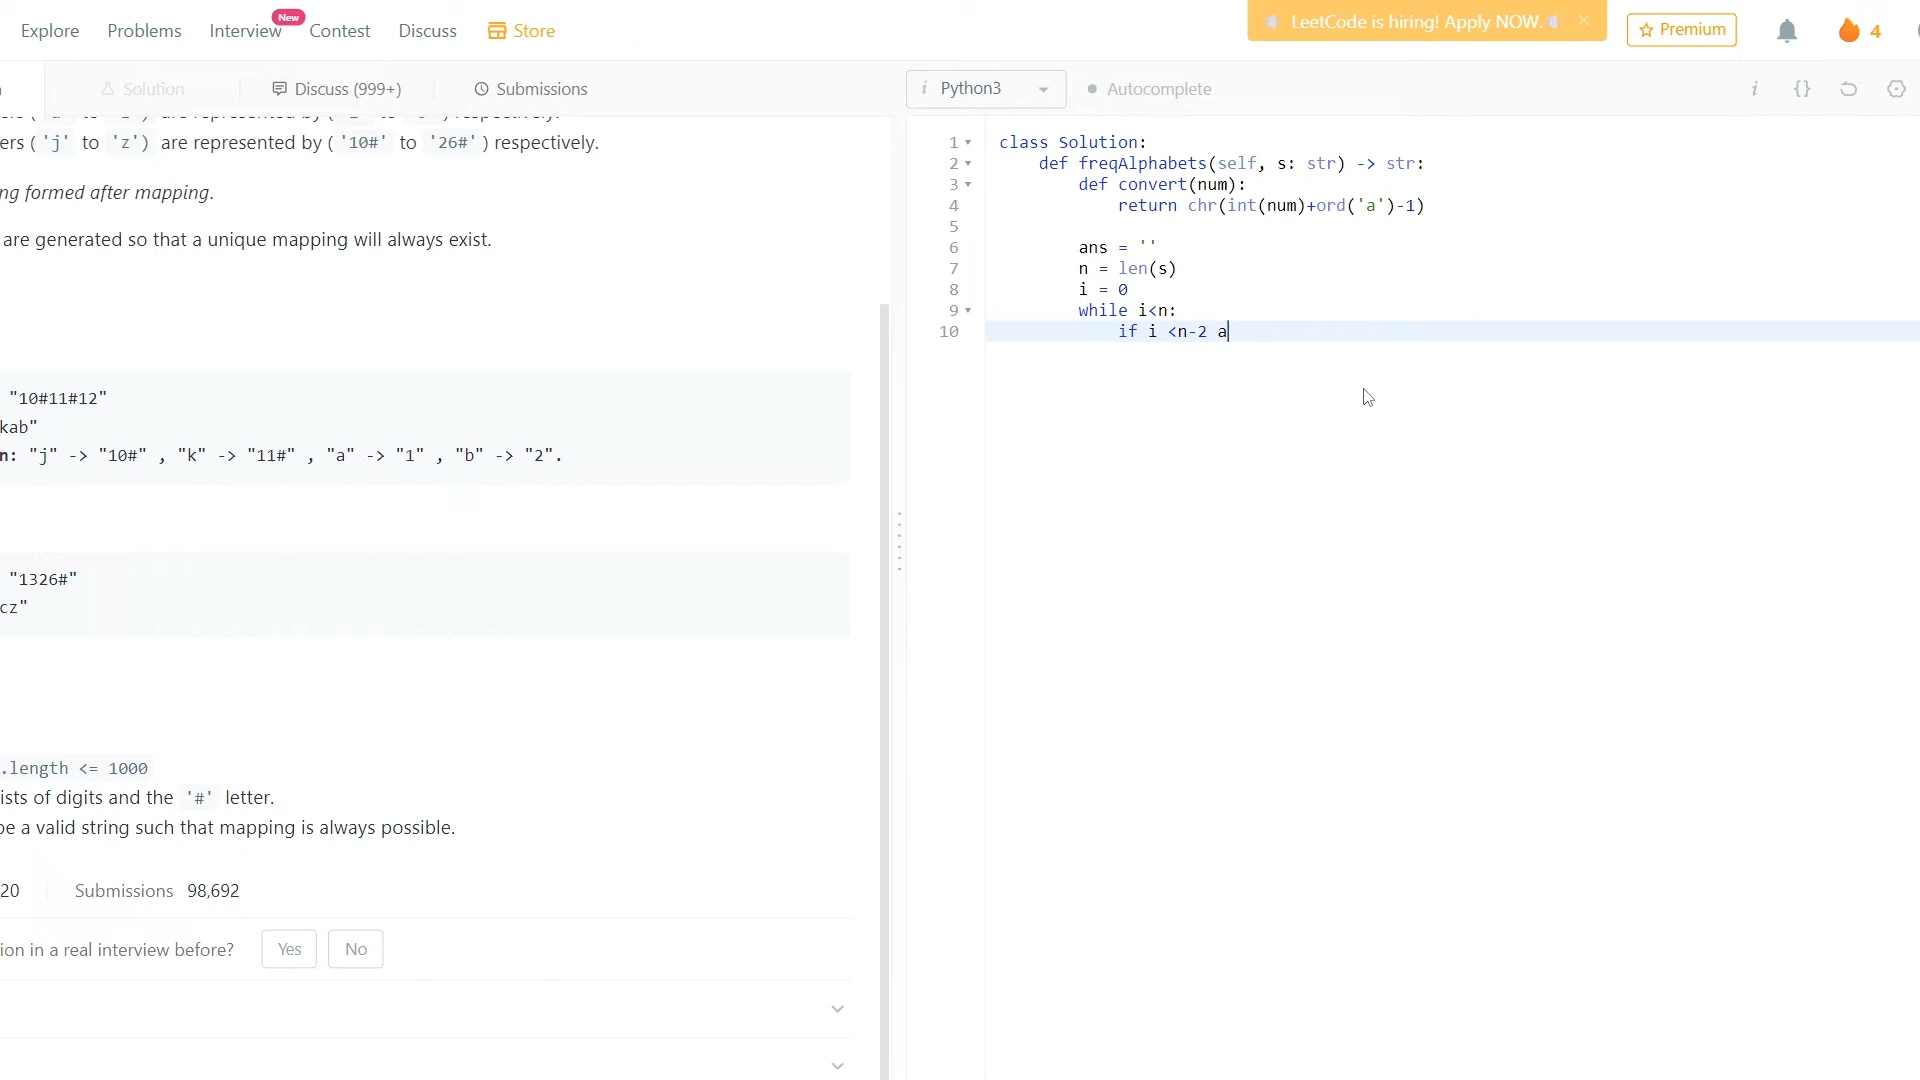 Explore Problems Interview New Contest Discuss Store LeetCode is hiring! Apply NOW. Premium 4
Solution Discuss (999+) Submissions i Python3 Autocomplete i {}
are represented by ( respectively.
ers ( 'j' to 'z') are represented by ( '10#' to '26#' ) respectively.
ng formed after mapping.
are generated so that a unique mapping will always exist.
"10#11#12"
kab"
n: "j" -> "10#" , "k" -> "11#" , "a" -> "1" , "b" -> "2".
"1326#"
cz"
.length <= 1000
ists of digits and the '#' letter.
be a valid string such that mapping is always possible.
20 Submissions 98,692
ion in a real interview before? Yes No
1 class Solution:
2 def freqAlphabets(self, s: str) -> str:
3 def convert(num):
4 return chr(int(num)+ord('a')-1)
5
6 ans = ''
7 n = len(s)
8 i = 0
9 while i<n:
10 if i <n-2 a